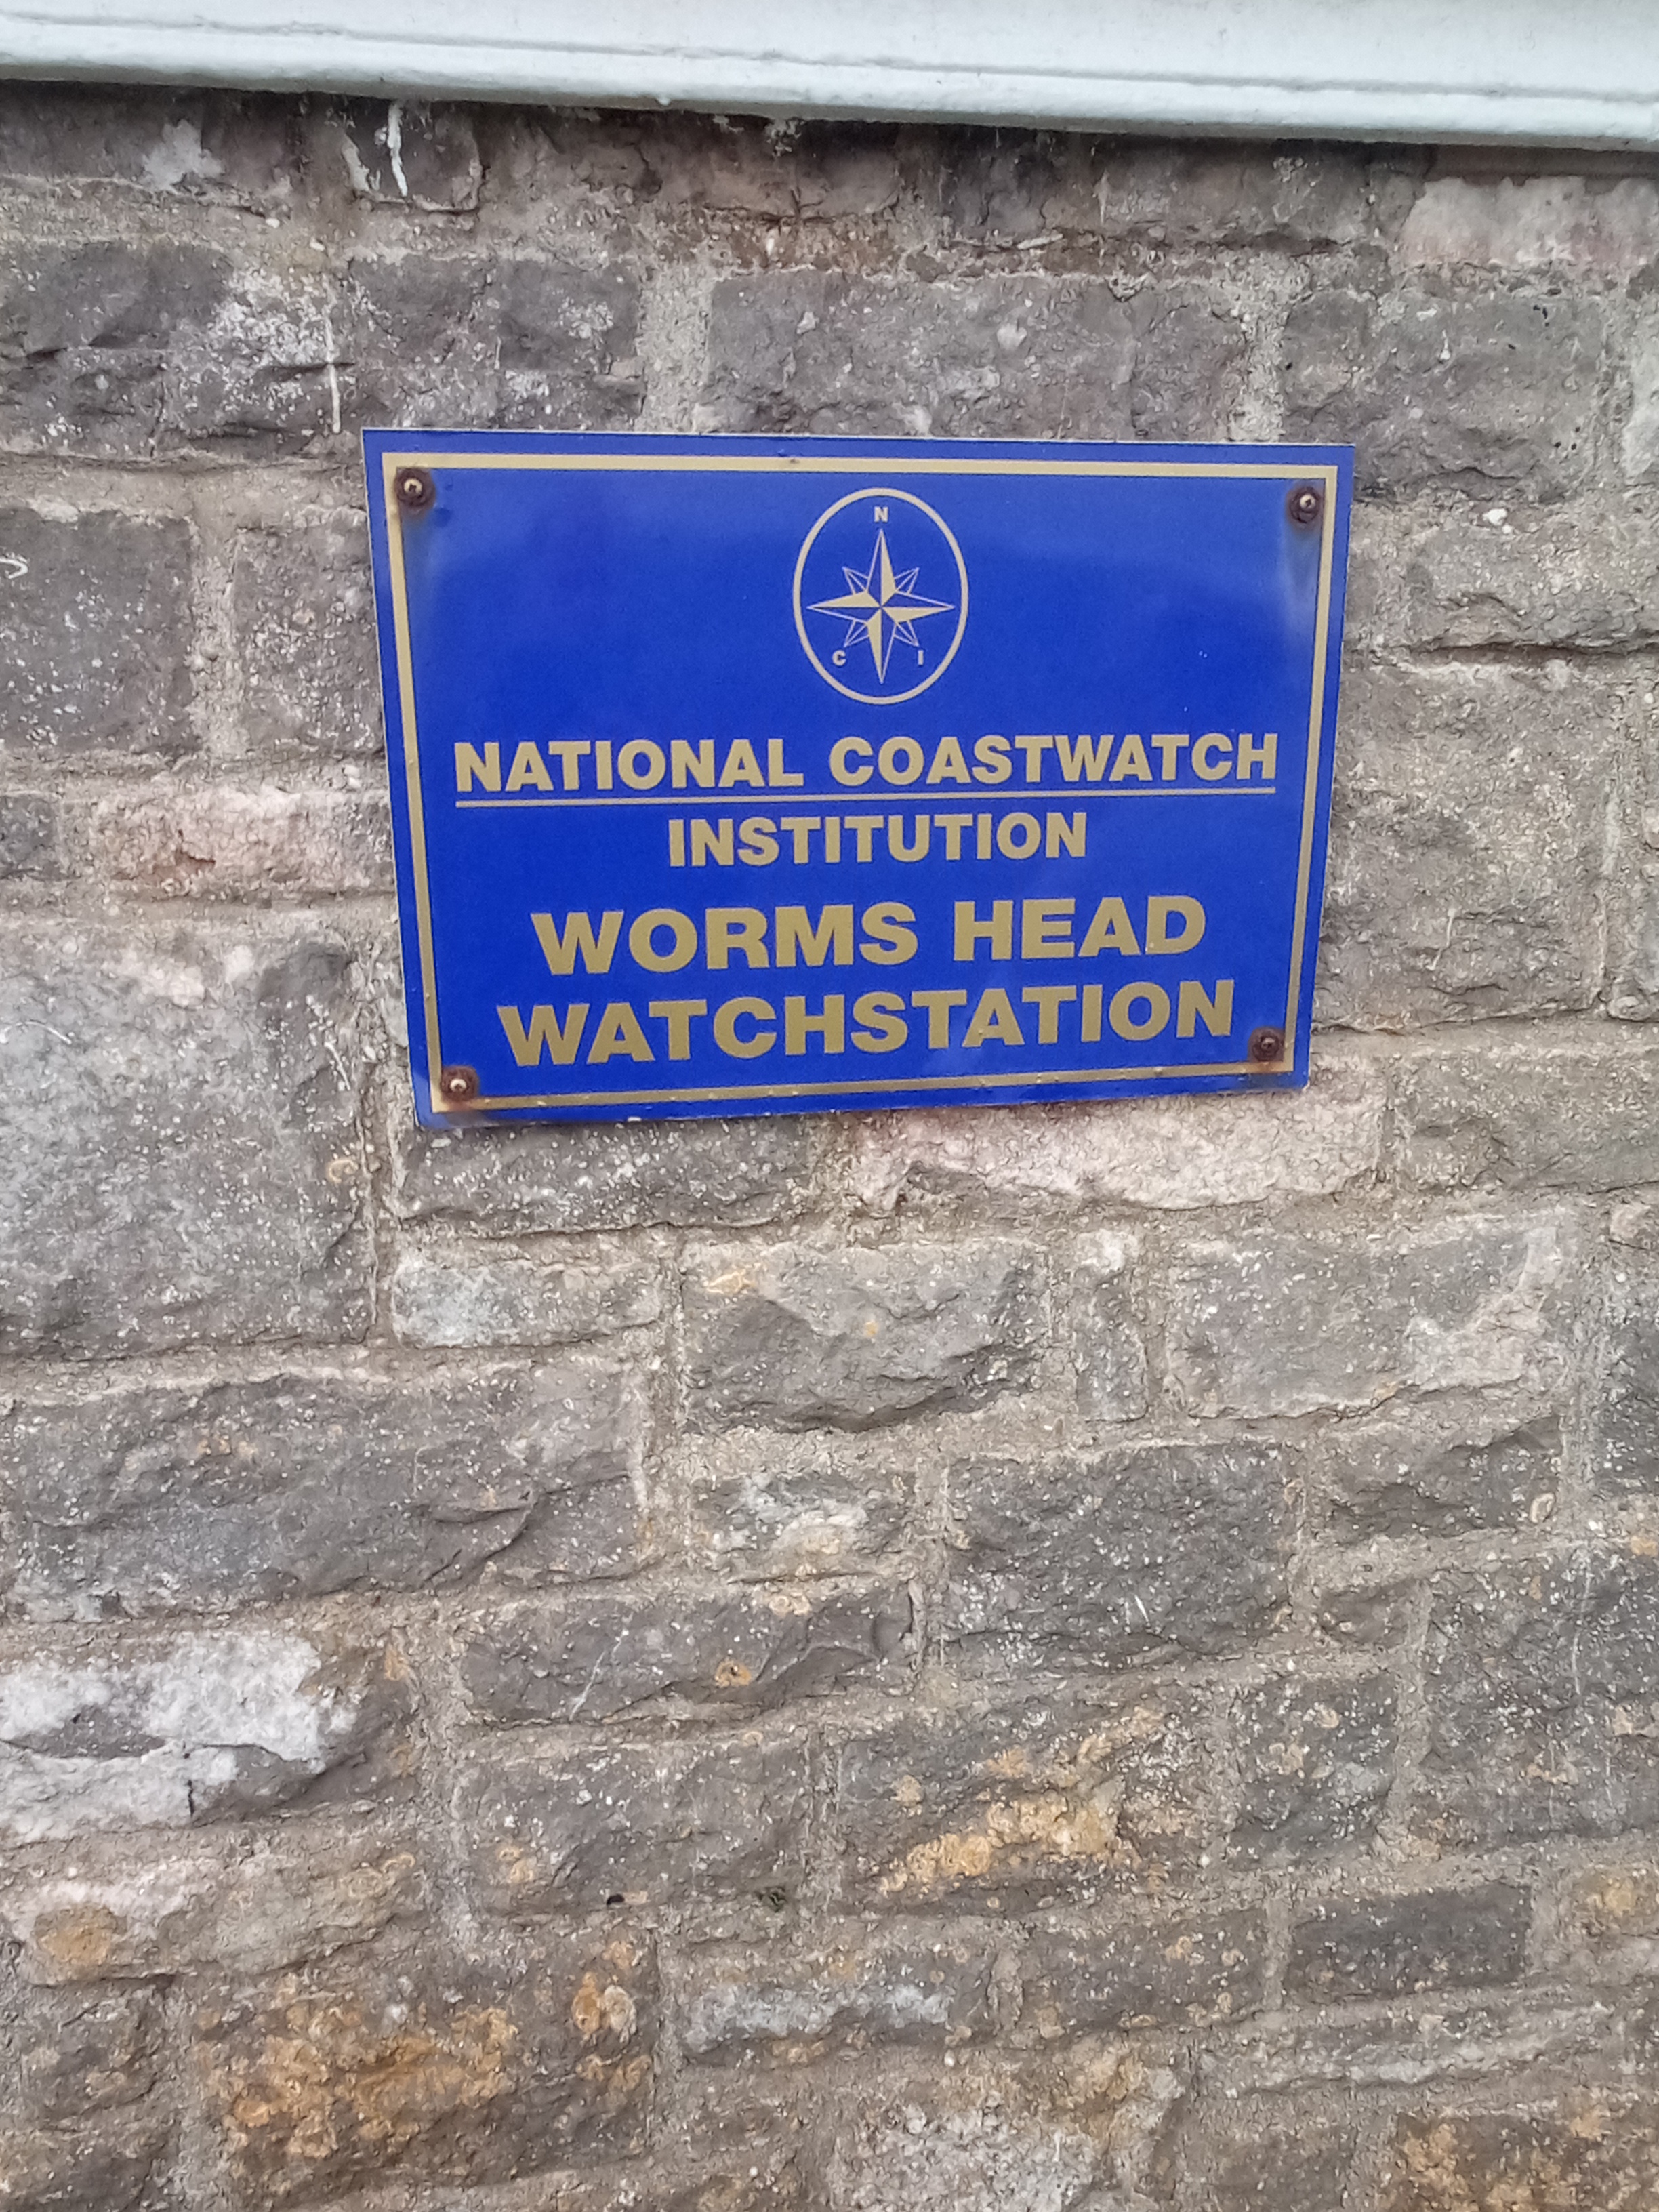 N
C I
NATIONAL COASTWATCH
INSTITUTION
WORMS HEAD
WATCHSTATION